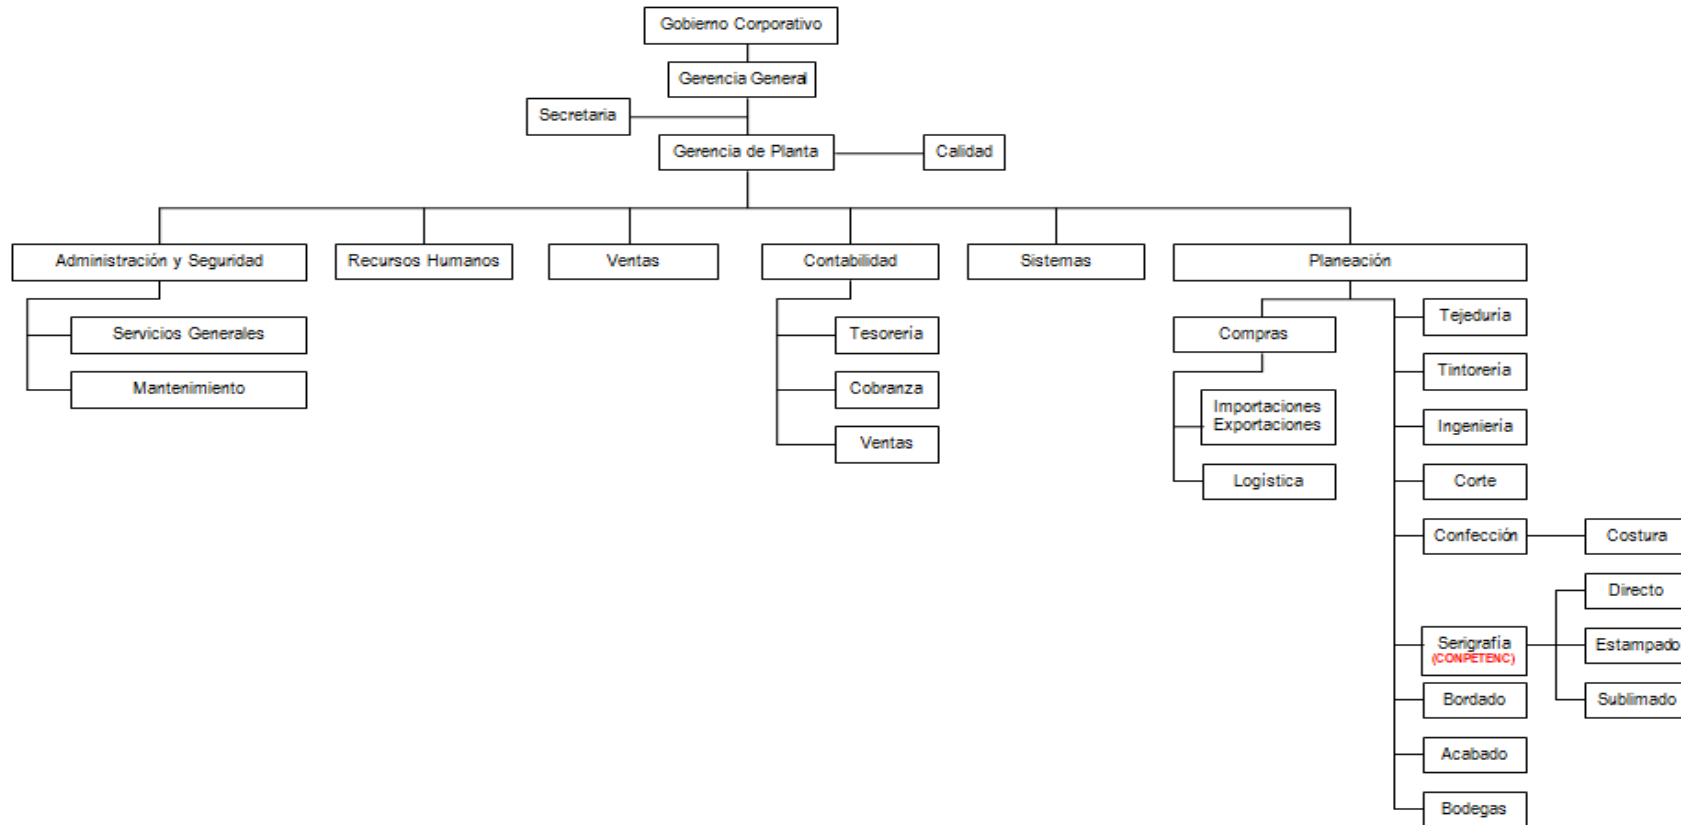 Gobierno Corporativo
Gerencia General
Secretaria
Gerencia de Planta
Calidad
Administración y Seguridad
Recursos Humanos
Ventas
Contabilidad
Sistemas
Planeación
Servicios Generales
Mantenimiento
Tesorería
Cobranza
Ventas
Compras
Importaciones
Exportaciones
Logística
Tejeduría
Tintorería
Ingeniería
Corte
Confección
Costura
Serigrafía
(CONPETENC)
Directo
Estampado
Sublimado
Bordado
Acabado
Bodegas